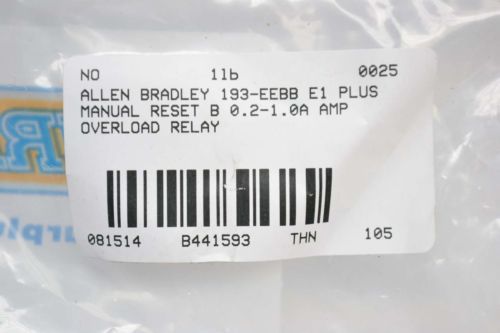 NO 1lb 0025
ALLEN BRADLEY 193-EEBB E1 PLUS
MANUAL RESET B 0.2-1.0A AMP
OVERLOAD RELAY
081514 B441593 THN 105